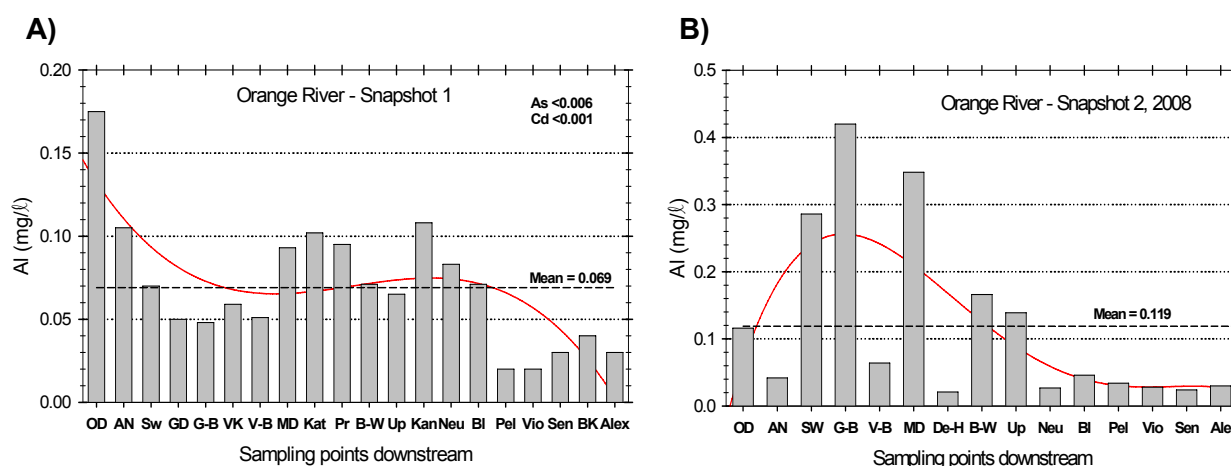 A)
Orange River - Snapshot 1
As <0.006
Cd <0.001
0.20
0.15
0.10
0.05
0.00
Al (mg/ℓ)
Mean = 0.069
OD AN Sw GD G-B VK V-B MD Kat Pr B-W Up Kan Neu Bl Pel Vio Sen BK Alex
Sampling points downstream
B)
Orange River - Snapshot 2, 2008
0.5
0.4
0.3
0.2
0.1
0.0
Al (mg/ℓ)
Mean = 0.119
OD AN SW G-B V-B MD De-H B-W Up Neu Bl Pel Vio Sen Ale
Sampling points downstream